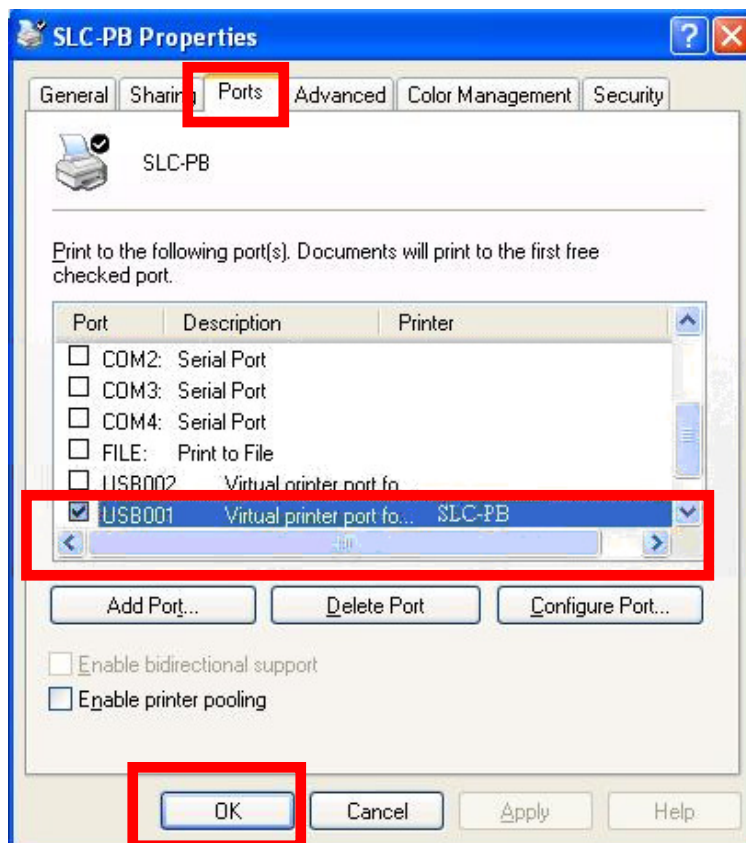 SLC-PB Properties
General Sharing Ports Advanced Color Management Security
SLC-PB
Print to the following port(s). Documents will print to the first free
checked port.
Port Description Printer
COM2: Serial Port
COM3: Serial Port
COM4: Serial Port
FILE: Print to File
USB002 Virtual printer port fo...
USB001 Virtual printer port fo... SLC-PB
Add Port... Delete Port Configure Port...
Enable bidirectional support
Enable printer pooling
OK Cancel Apply Help